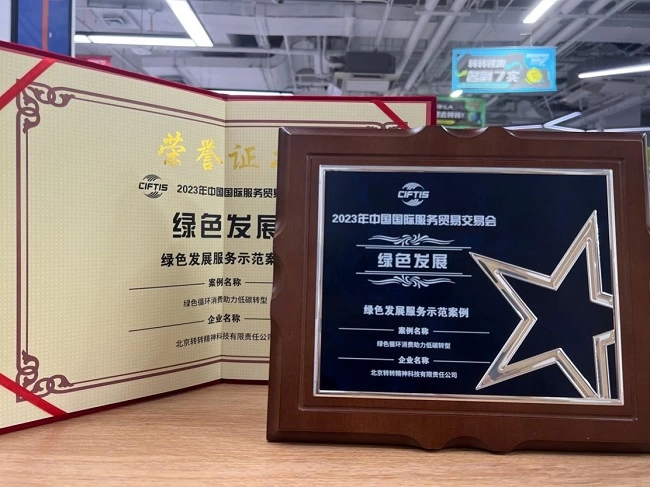 荣誉证
CIFTIS
2023年中国国际服务贸易
绿色发展
绿色发展服务示范案
案例名称
绿色循环消费助力低碳转型
企业名称
北京转转精神科技有限责任公司
CIFTIS
2023年中国国际服务贸易交易会
绿色发展
绿色发展服务示范案例
案例名称
绿色循环消费助力低碳转型
企业名称
北京转转精神科技有限责任公司